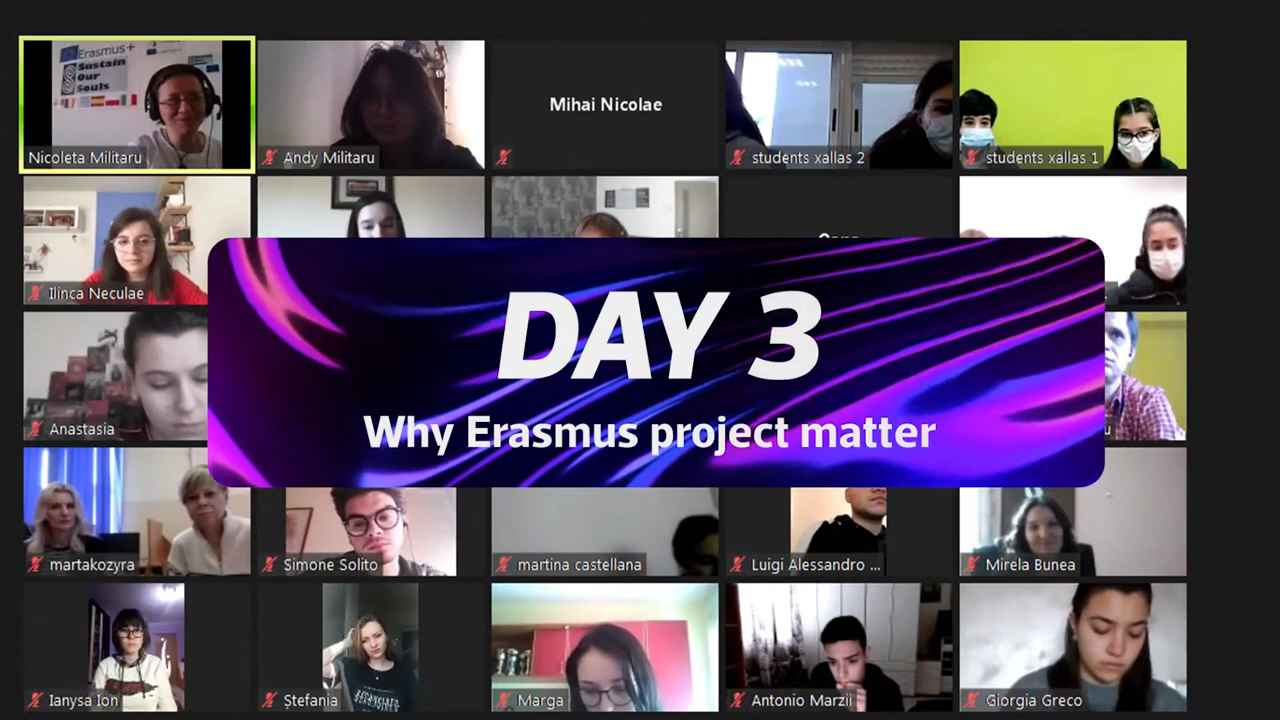 Erasmus+
Sustain
Our
Souls
Nicoleta Militaru
Andy Militaru
Mihai Nicolae
students xallas 2
students xallas 1
Ilinca Neculae
DAY 3
Why Erasmus project matter
Anastasia
martakozyra
Simone Solito
martina castellana
Luigi Alessandro ...
Mirela Bunea
Ianysa Ion
Ștefania
Marga
Antonio Marzii
Giorgia Greco